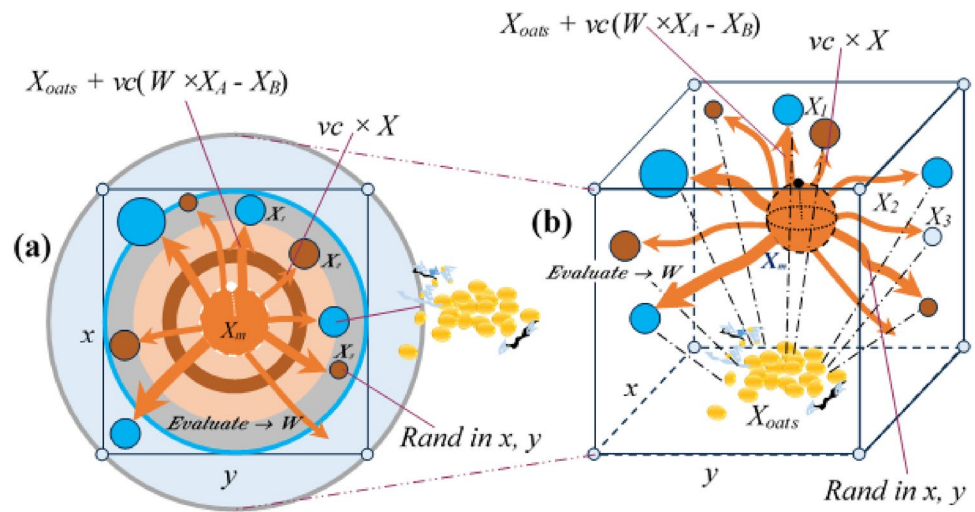 X_oats + vc(W ×X_A - X_B)
vc × X
(a)
X_r
X_r
X_m
x
X_r
Evaluate → W
y
Rand in x, y
X_oats + vc(W ×X_A - X_B)
vc × X
X_1
(b)
X_2
X_3
X_m
Evaluate → W
x
X_oats
y
Rand in x, y